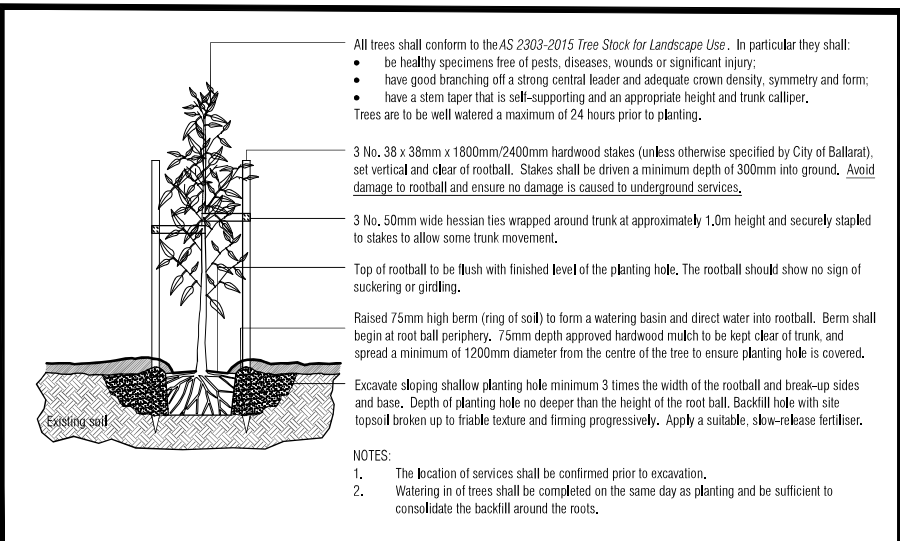 All trees shall conform to the AS 2303-2015 Tree Stock for Landscape Use. In particular they shall:
• be healthy specimens free of pests, diseases, wounds or significant injury;
• have good branching off a strong central leader and adequate crown density, symmetry and form;
• have a stem taper that is self-supporting and an appropriate height and trunk calliper.
Trees are to be well watered a maximum of 24 hours prior to planting.
3 No. 38 x 38mm x 1800mm/2400mm hardwood stakes (unless otherwise specified by City of Ballarat),
set vertical and clear of rootball. Stakes shall be driven a minimum depth of 300mm into ground. Avoid
damage to rootball and ensure no damage is caused to underground services.
3 No. 50mm wide hessian ties wrapped around trunk at approximately 1.0m height and securely stapled
to stakes to allow some trunk movement.
Top of rootball to be flush with finished level of the planting hole. The rootball should show no sign of
suckering or girdling.
Raised 75mm high berm (ring of soil) to form a watering basin and direct water into rootball. Berm shall
begin at root ball periphery. 75mm depth approved hardwood mulch to be kept clear of trunk, and
spread a minimum of 1200mm diameter from the centre of the tree to ensure planting hole is covered.
Excavate sloping shallow planting hole minimum 3 times the width of the rootball and break-up sides
and base. Depth of planting hole no deeper than the height of the root ball. Backfill hole with site
topsoil broken up to friable texture and firming progressively. Apply a suitable, slow-release fertiliser.
Existing soil
NOTES:
1. The location of services shall be confirmed prior to excavation.
2. Watering in of trees shall be completed on the same day as planting and be sufficient to
consolidate the backfill around the roots.